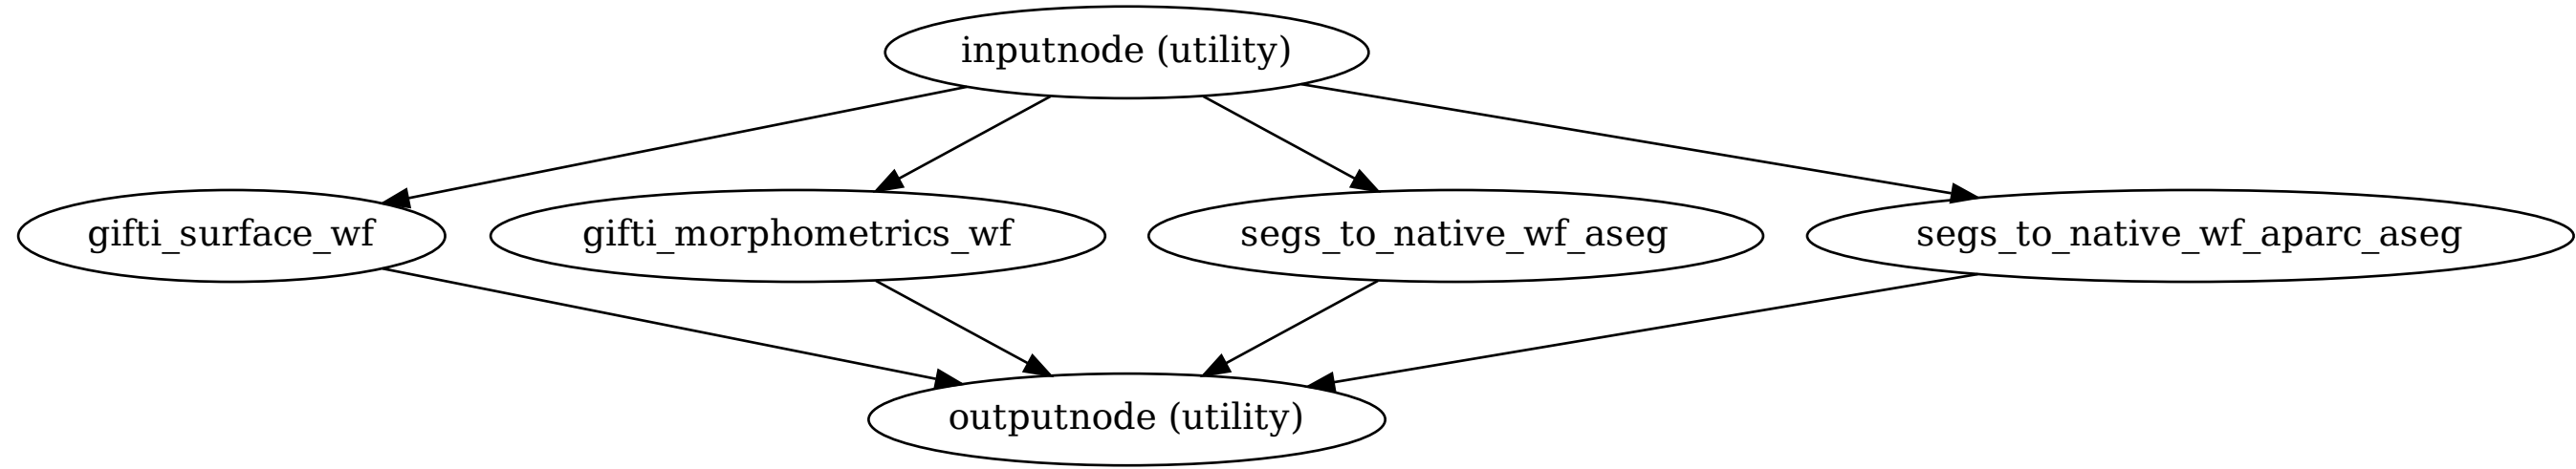 inputnode (utility)
gifti_surface_wf
gifti_morphometrics_wf
segs_to_native_wf_aseg
segs_to_native_wf_aparc_aseg
outputnode (utility)